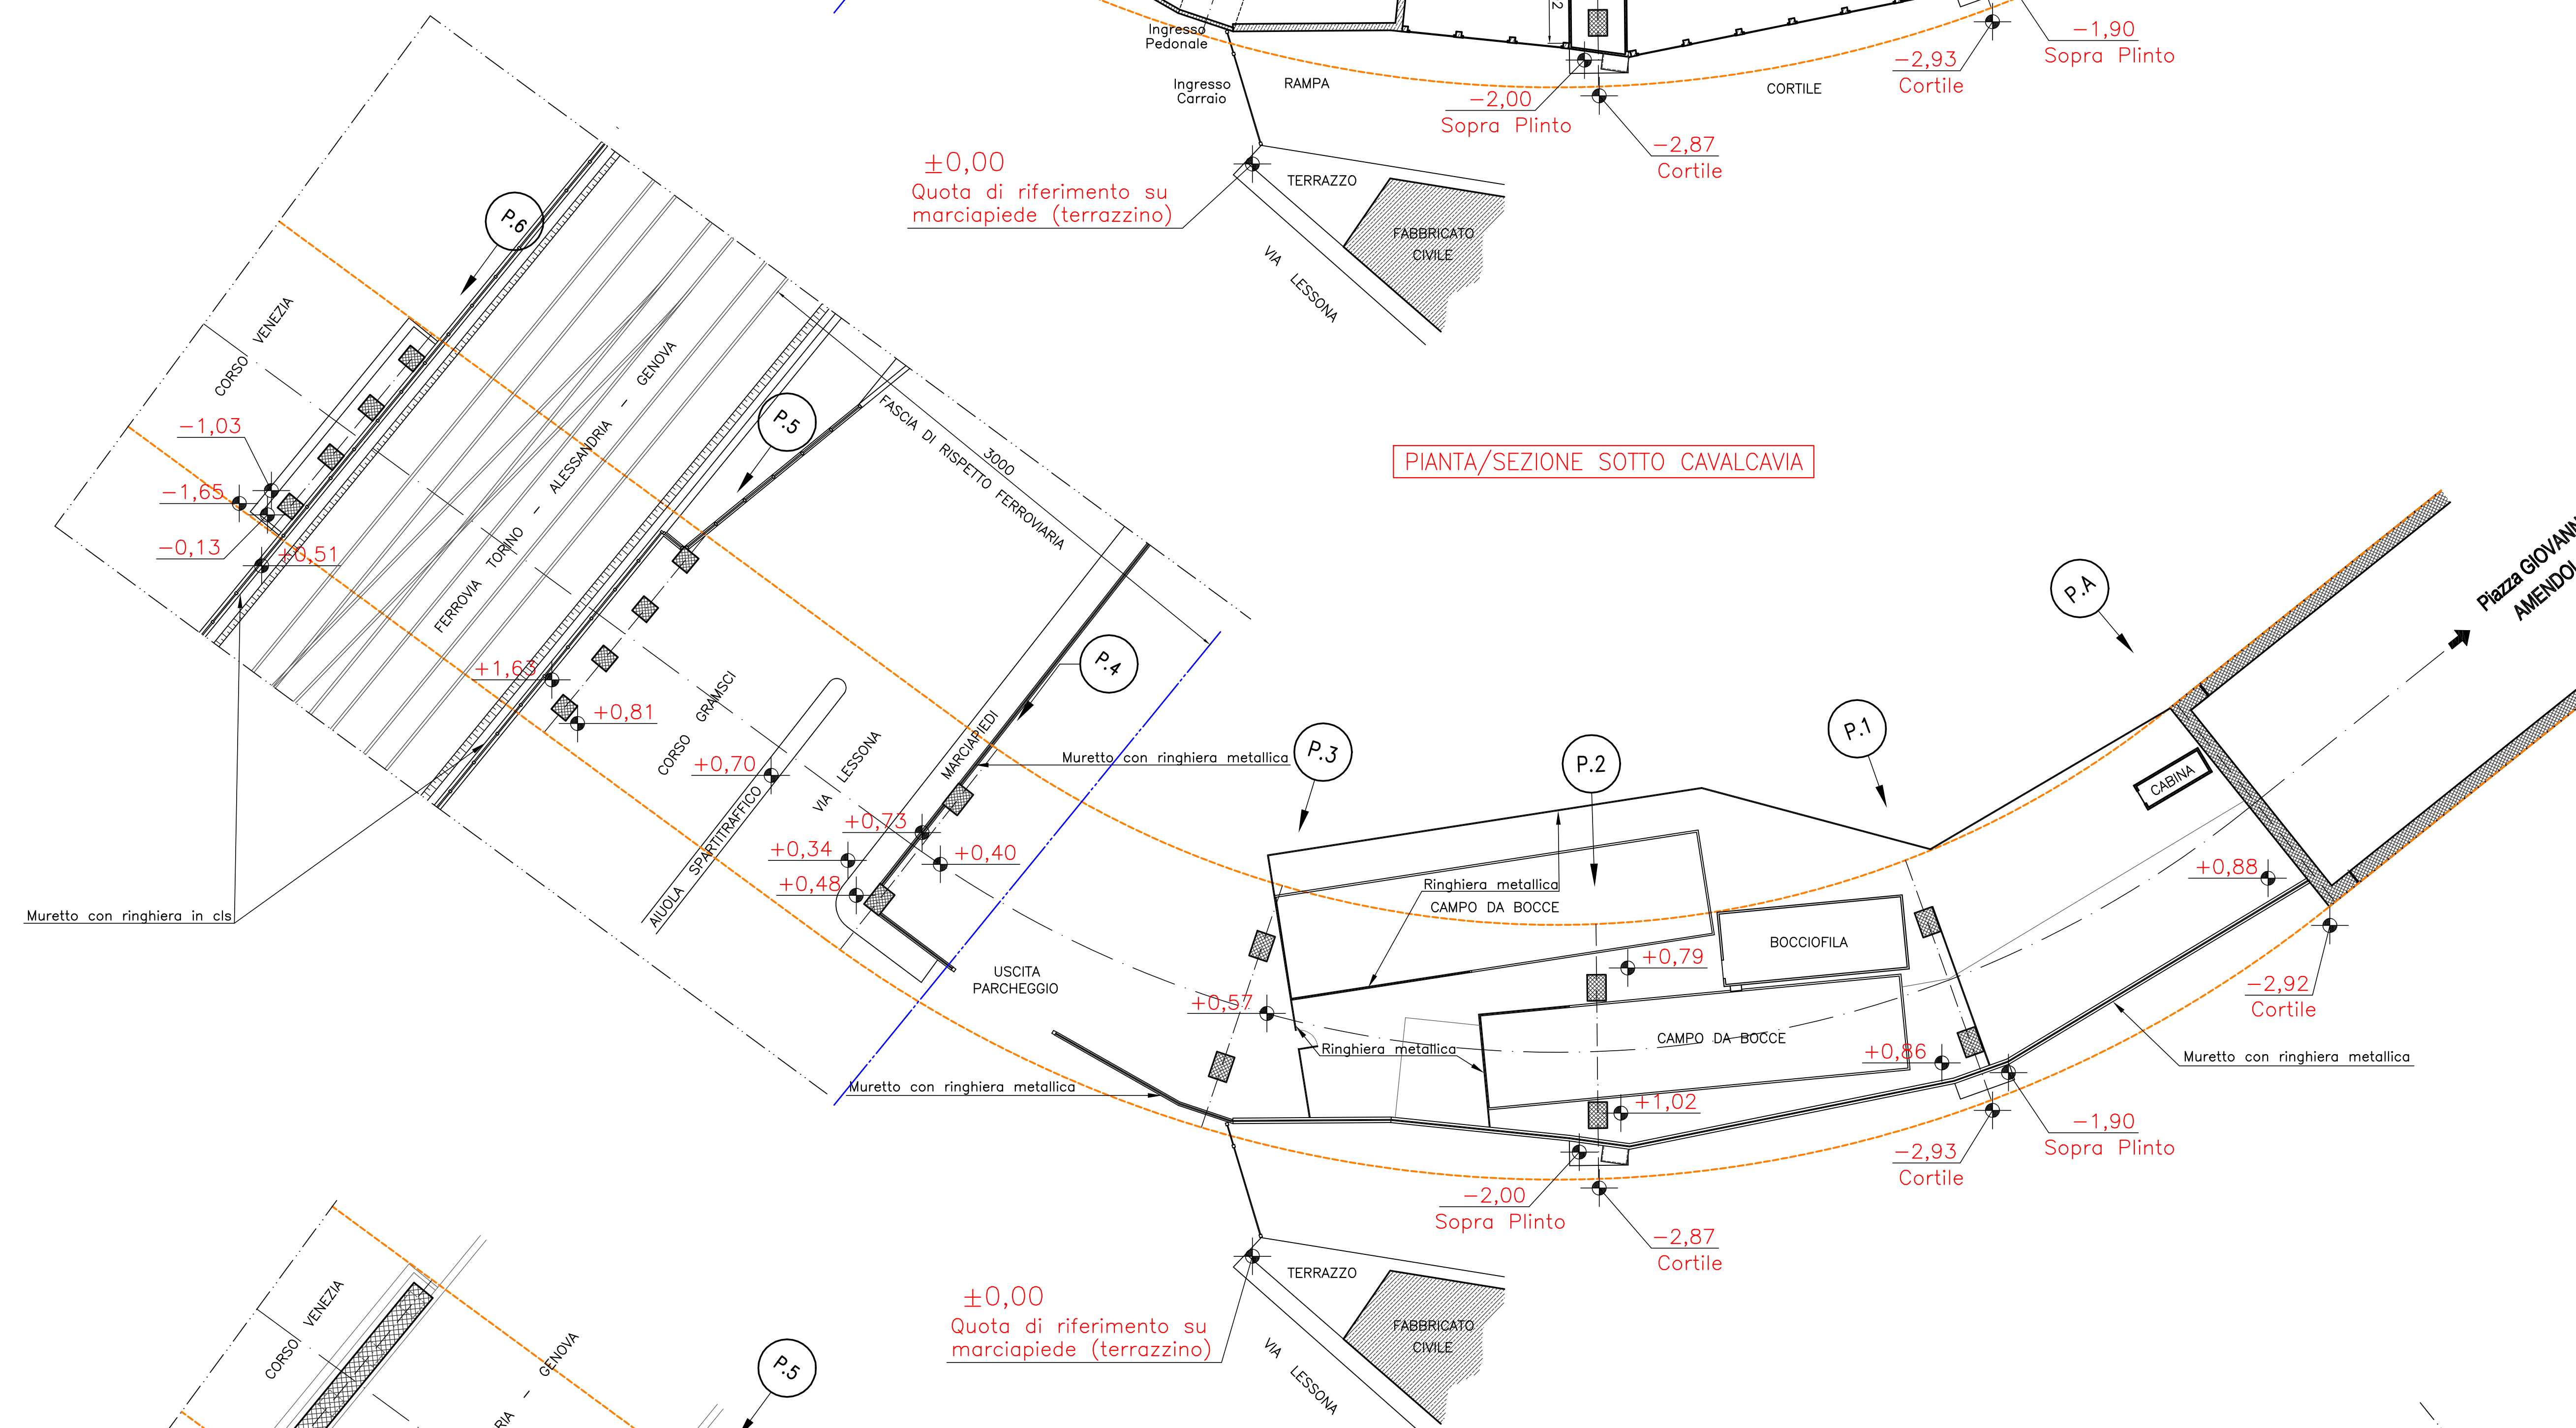 Ingresso
Pedonale
Ingresso
Carraio
RAMPA
2
-2,00
Sopra Plinto
-2,87
Cortile
CORTILE
-2,93
Cortile
-1,90
Sopra Plinto
±0,00
Quota di riferimento su
marciapiede (terrazzino)
TERRAZZO
FABBRICATO
CIVILE
VIA LESSONA
PIANTA/SEZIONE SOTTO CAVALCAVIA
P.6
CORSO VENEZIA
-1,03
-1,65
-0,13
+0,51
FERROVIA TORINO - ALESSANDRIA - GENOVA
P.5
FASCIA DI RISPETTO FERROVIARIA
3000
+1,63
+0,81
CORSO GRAMSCI
+0,70
AIUOLA SPARTITRAFFICO
VIA LESSONA
MARCIAPIEDI
P.4
Muretto con ringhiera metallica
+0,73
+0,34
+0,40
+0,48
Muretto con ringhiera in cls
USCITA
PARCHEGGIO
Muretto con ringhiera metallica
P.3
P.2
P.1
P.A
Piazza GIOVANN
AMENDOL
CABINA
Ringhiera metallica
CAMPO DA BOCCE
BOCCIOFILA
+0,79
+0,57
Ringhiera metallica
CAMPO DA BOCCE
+0,86
+0,88
+1,02
-2,92
Cortile
Muretto con ringhiera metallica
-1,90
Sopra Plinto
-2,93
Cortile
-2,00
Sopra Plinto
-2,87
Cortile
±0,00
Quota di riferimento su
marciapiede (terrazzino)
TERRAZZO
FABBRICATO
CIVILE
VIA LESSONA
CORSO VENEZIA
RIA - GENOVA
P.5